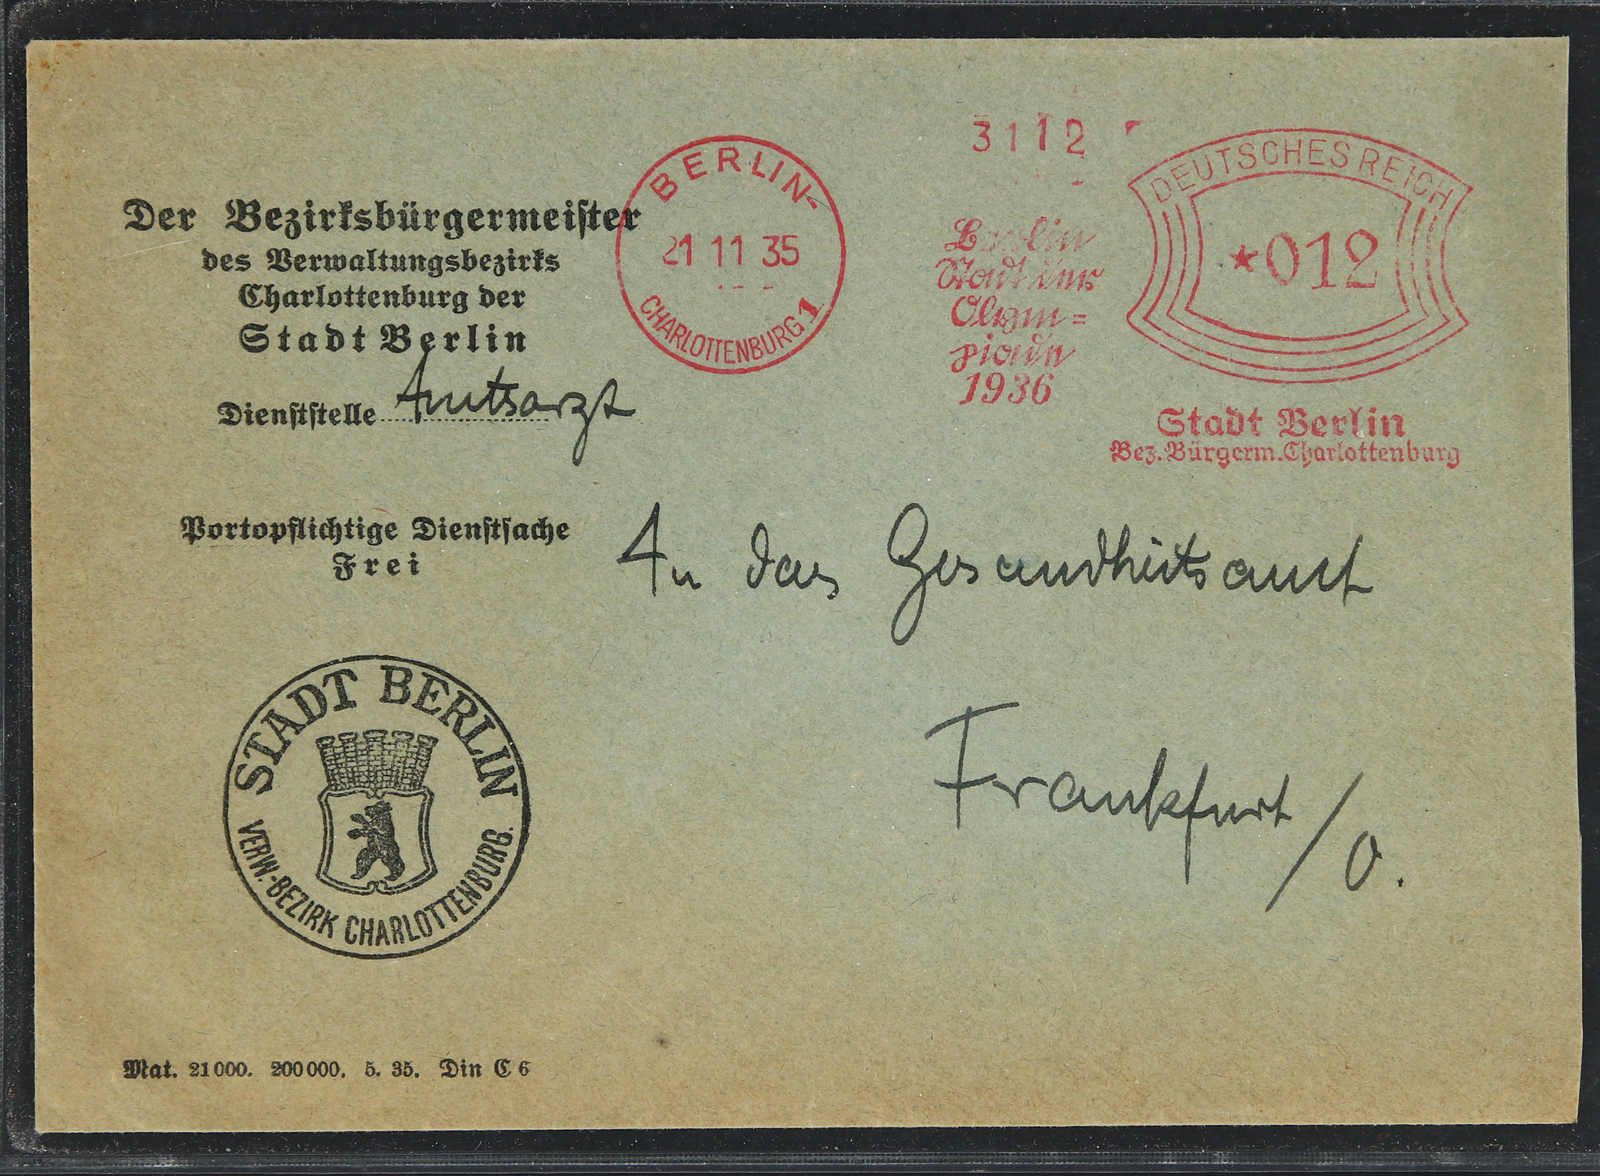 Der Bezirksbürgermeister
des Verwaltungsbezirks
Charlottenburg der
Stadt Berlin
Dienststelle Amtsarzt
Portopflichtige Dienstsache
Frei
BERLIN-
21 11 35
CHARLOTTENBURG 1
3112
Berlin
Stadt der
Olym=
piade
1936
DEUTSCHES REICH
*012
Stadt Berlin
Bez.Bürgerm.Charlottenburg
An das Gesundheitsamt
Frankfurt/O.
STADT BERLIN
VERW.-BEZIRK CHARLOTTENBURG.
Mat. 21000. 200000. 5. 35. Din C 6